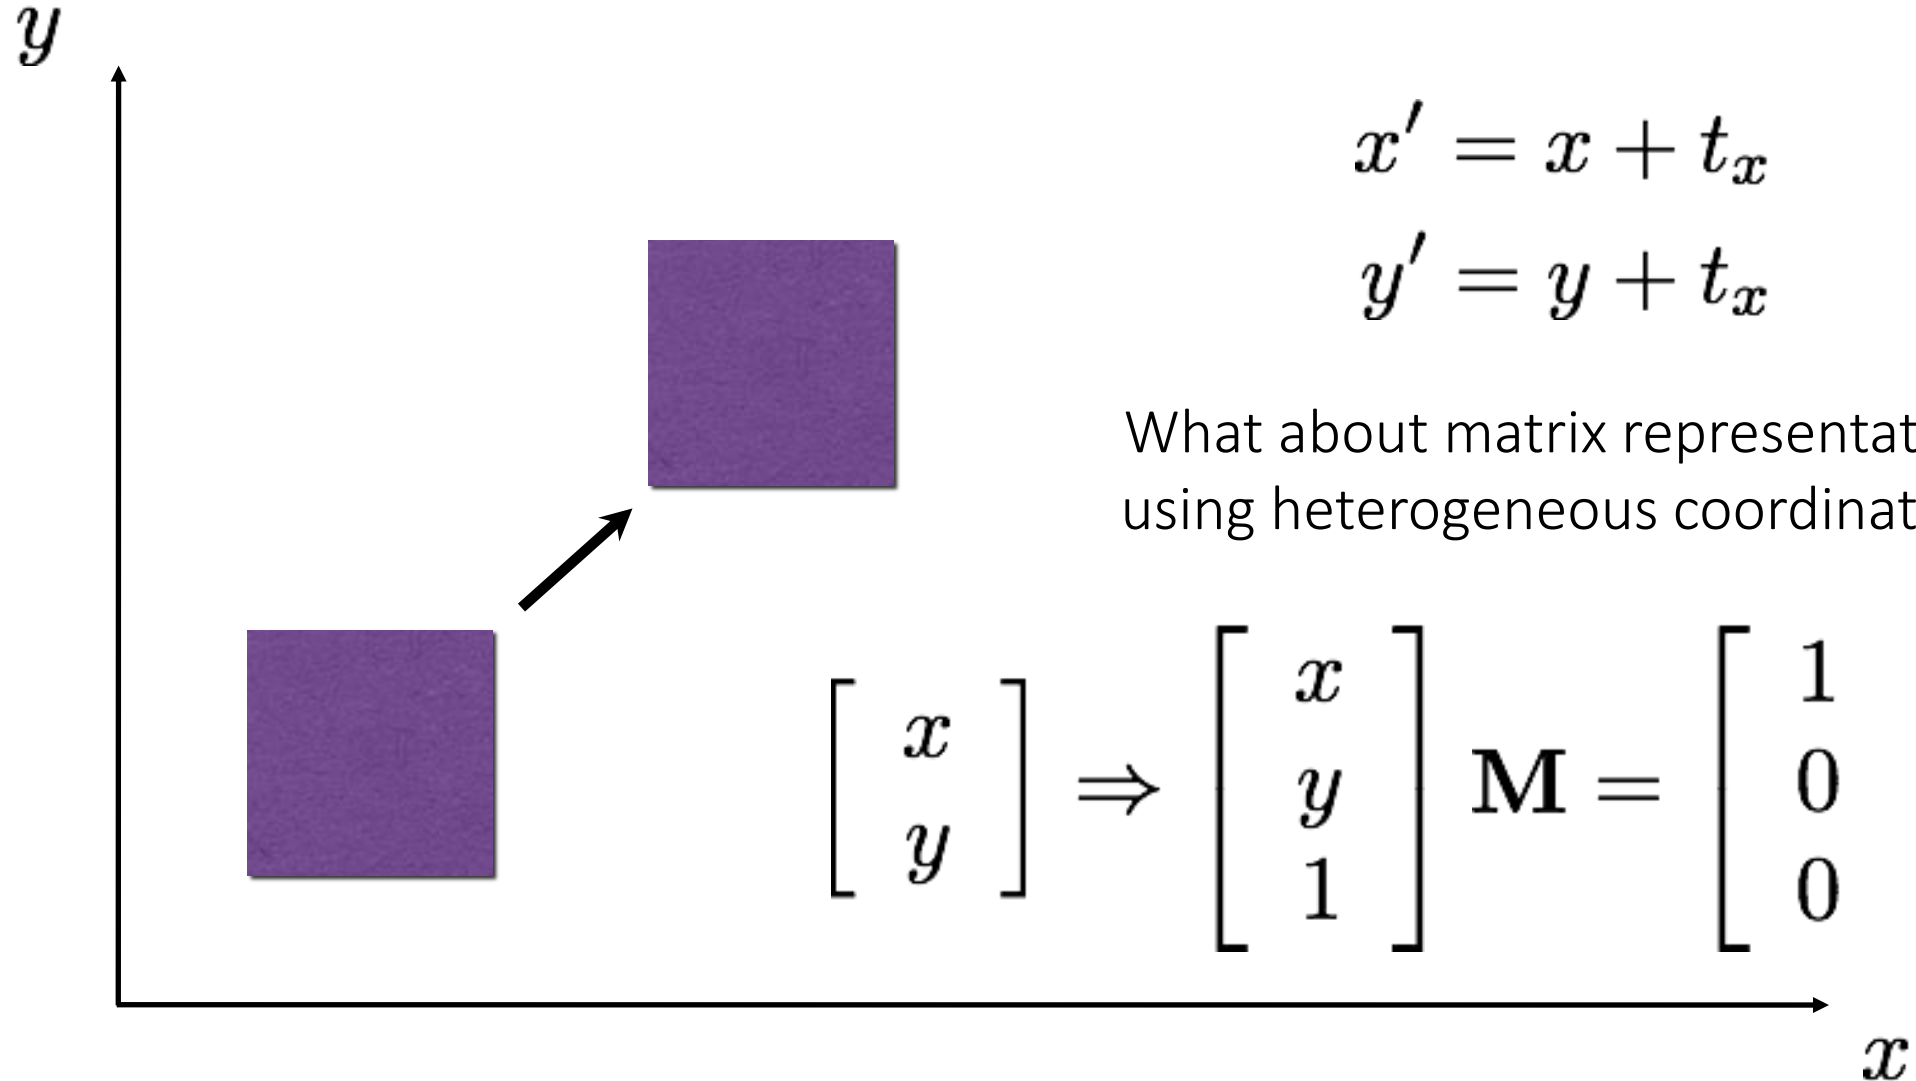 y
x′ = x + t_x
y′ = y + t_x
What about matrix representat
using heterogeneous coordinat
[ x y ] ⇒ [ x y 1 ] M = [ 1 0 0
x